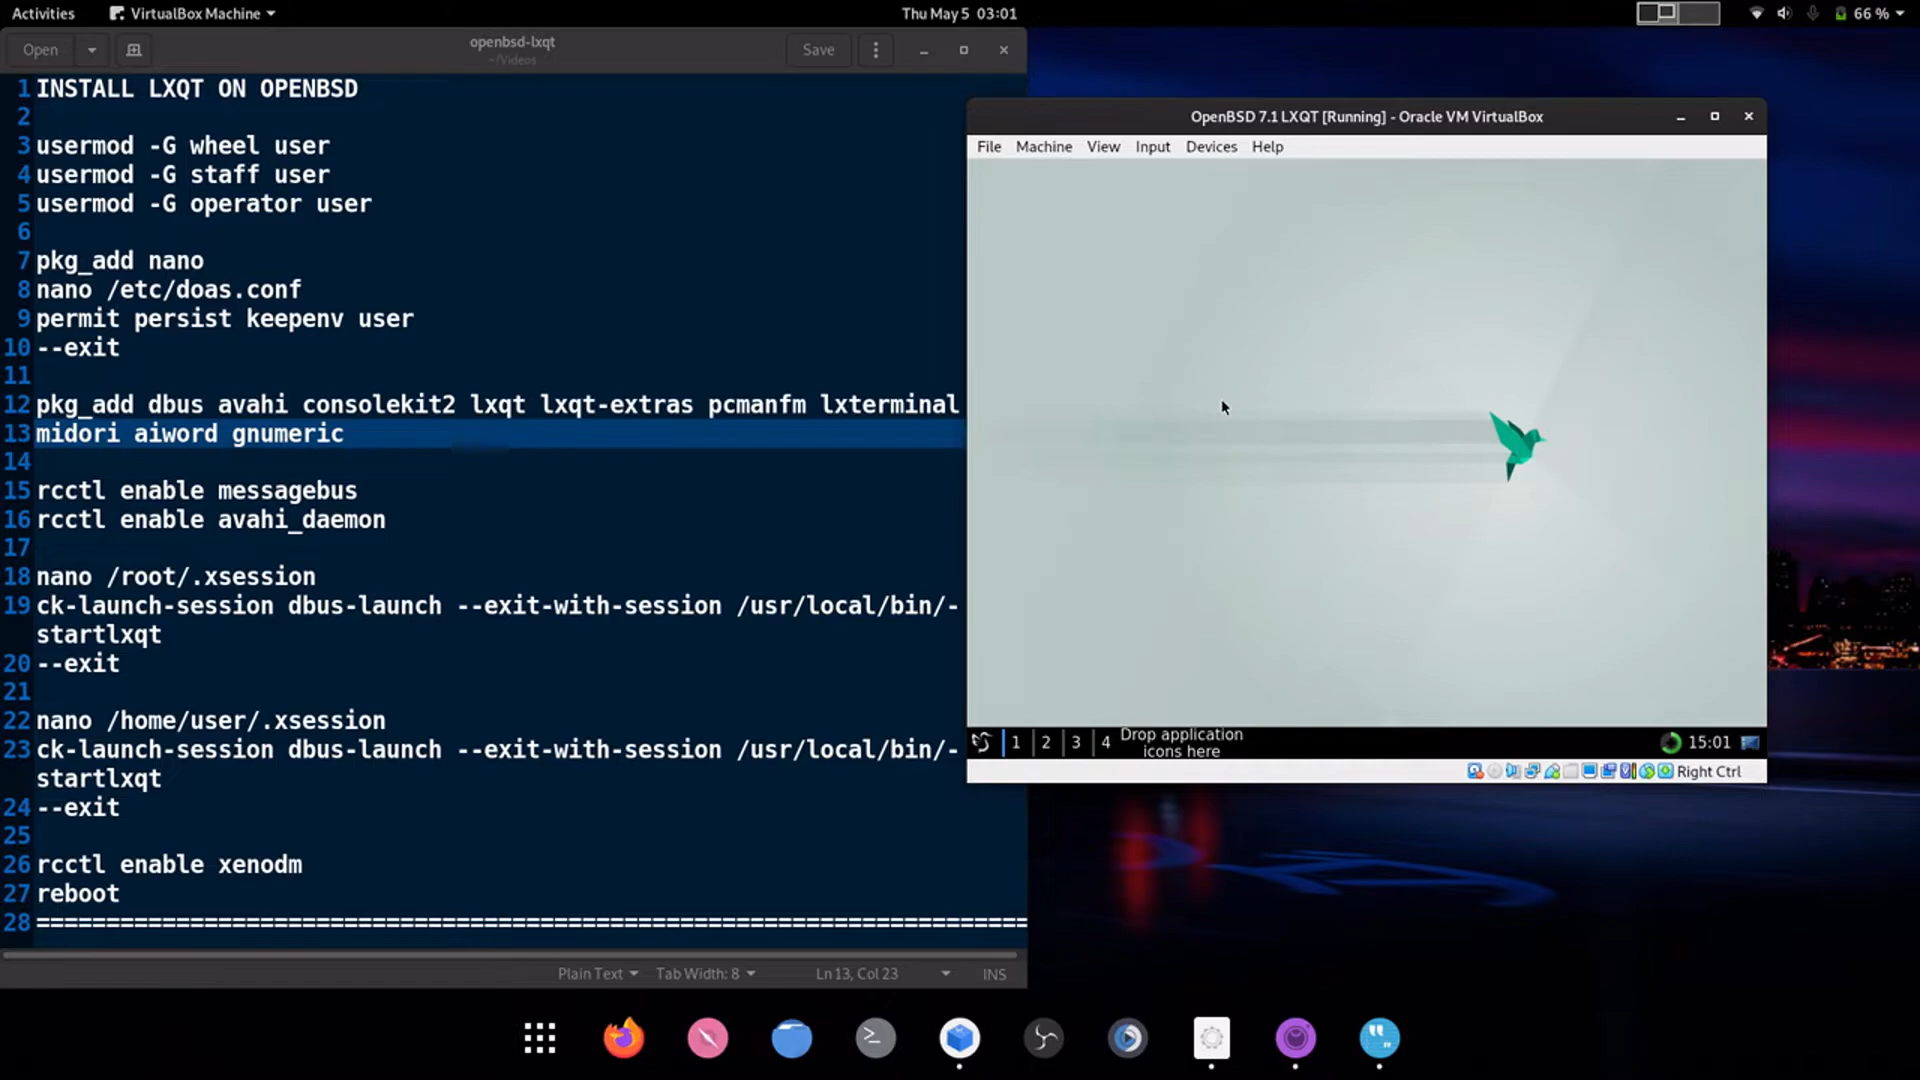 Activities
VirtualBox Machine
Thu May 5 03:01
66 %
Open
openbsd-lxqt
~/Videos
Save
1 INSTALL LXQT ON OPENBSD
2
3 usermod -G wheel user
4 usermod -G staff user
5 usermod -G operator user
6
7 pkg_add nano
8 nano /etc/doas.conf
9 permit persist keepenv user
10 --exit
11
12 pkg_add dbus avahi consolekit2 lxqt lxqt-extras pcmanfm lxterminal
13 midori aiword gnumeric
14
15 rcctl enable messagebus
16 rcctl enable avahi_daemon
17
18 nano /root/.xsession
19 ck-launch-session dbus-launch --exit-with-session /usr/local/bin/-
startlxqt
20 --exit
21
22 nano /home/user/.xsession
23 ck-launch-session dbus-launch --exit-with-session /usr/local/bin/-
startlxqt
24 --exit
25
26 rcctl enable xenodm
27 reboot
28 =======================================================================
Plain Text
Tab Width: 8
Ln 13, Col 23
INS
OpenBSD 7.1 LXQT [Running] - Oracle VM VirtualBox
File Machine View Input Devices Help
1 2 3 4
Drop application
icons here
15:01
Right Ctrl